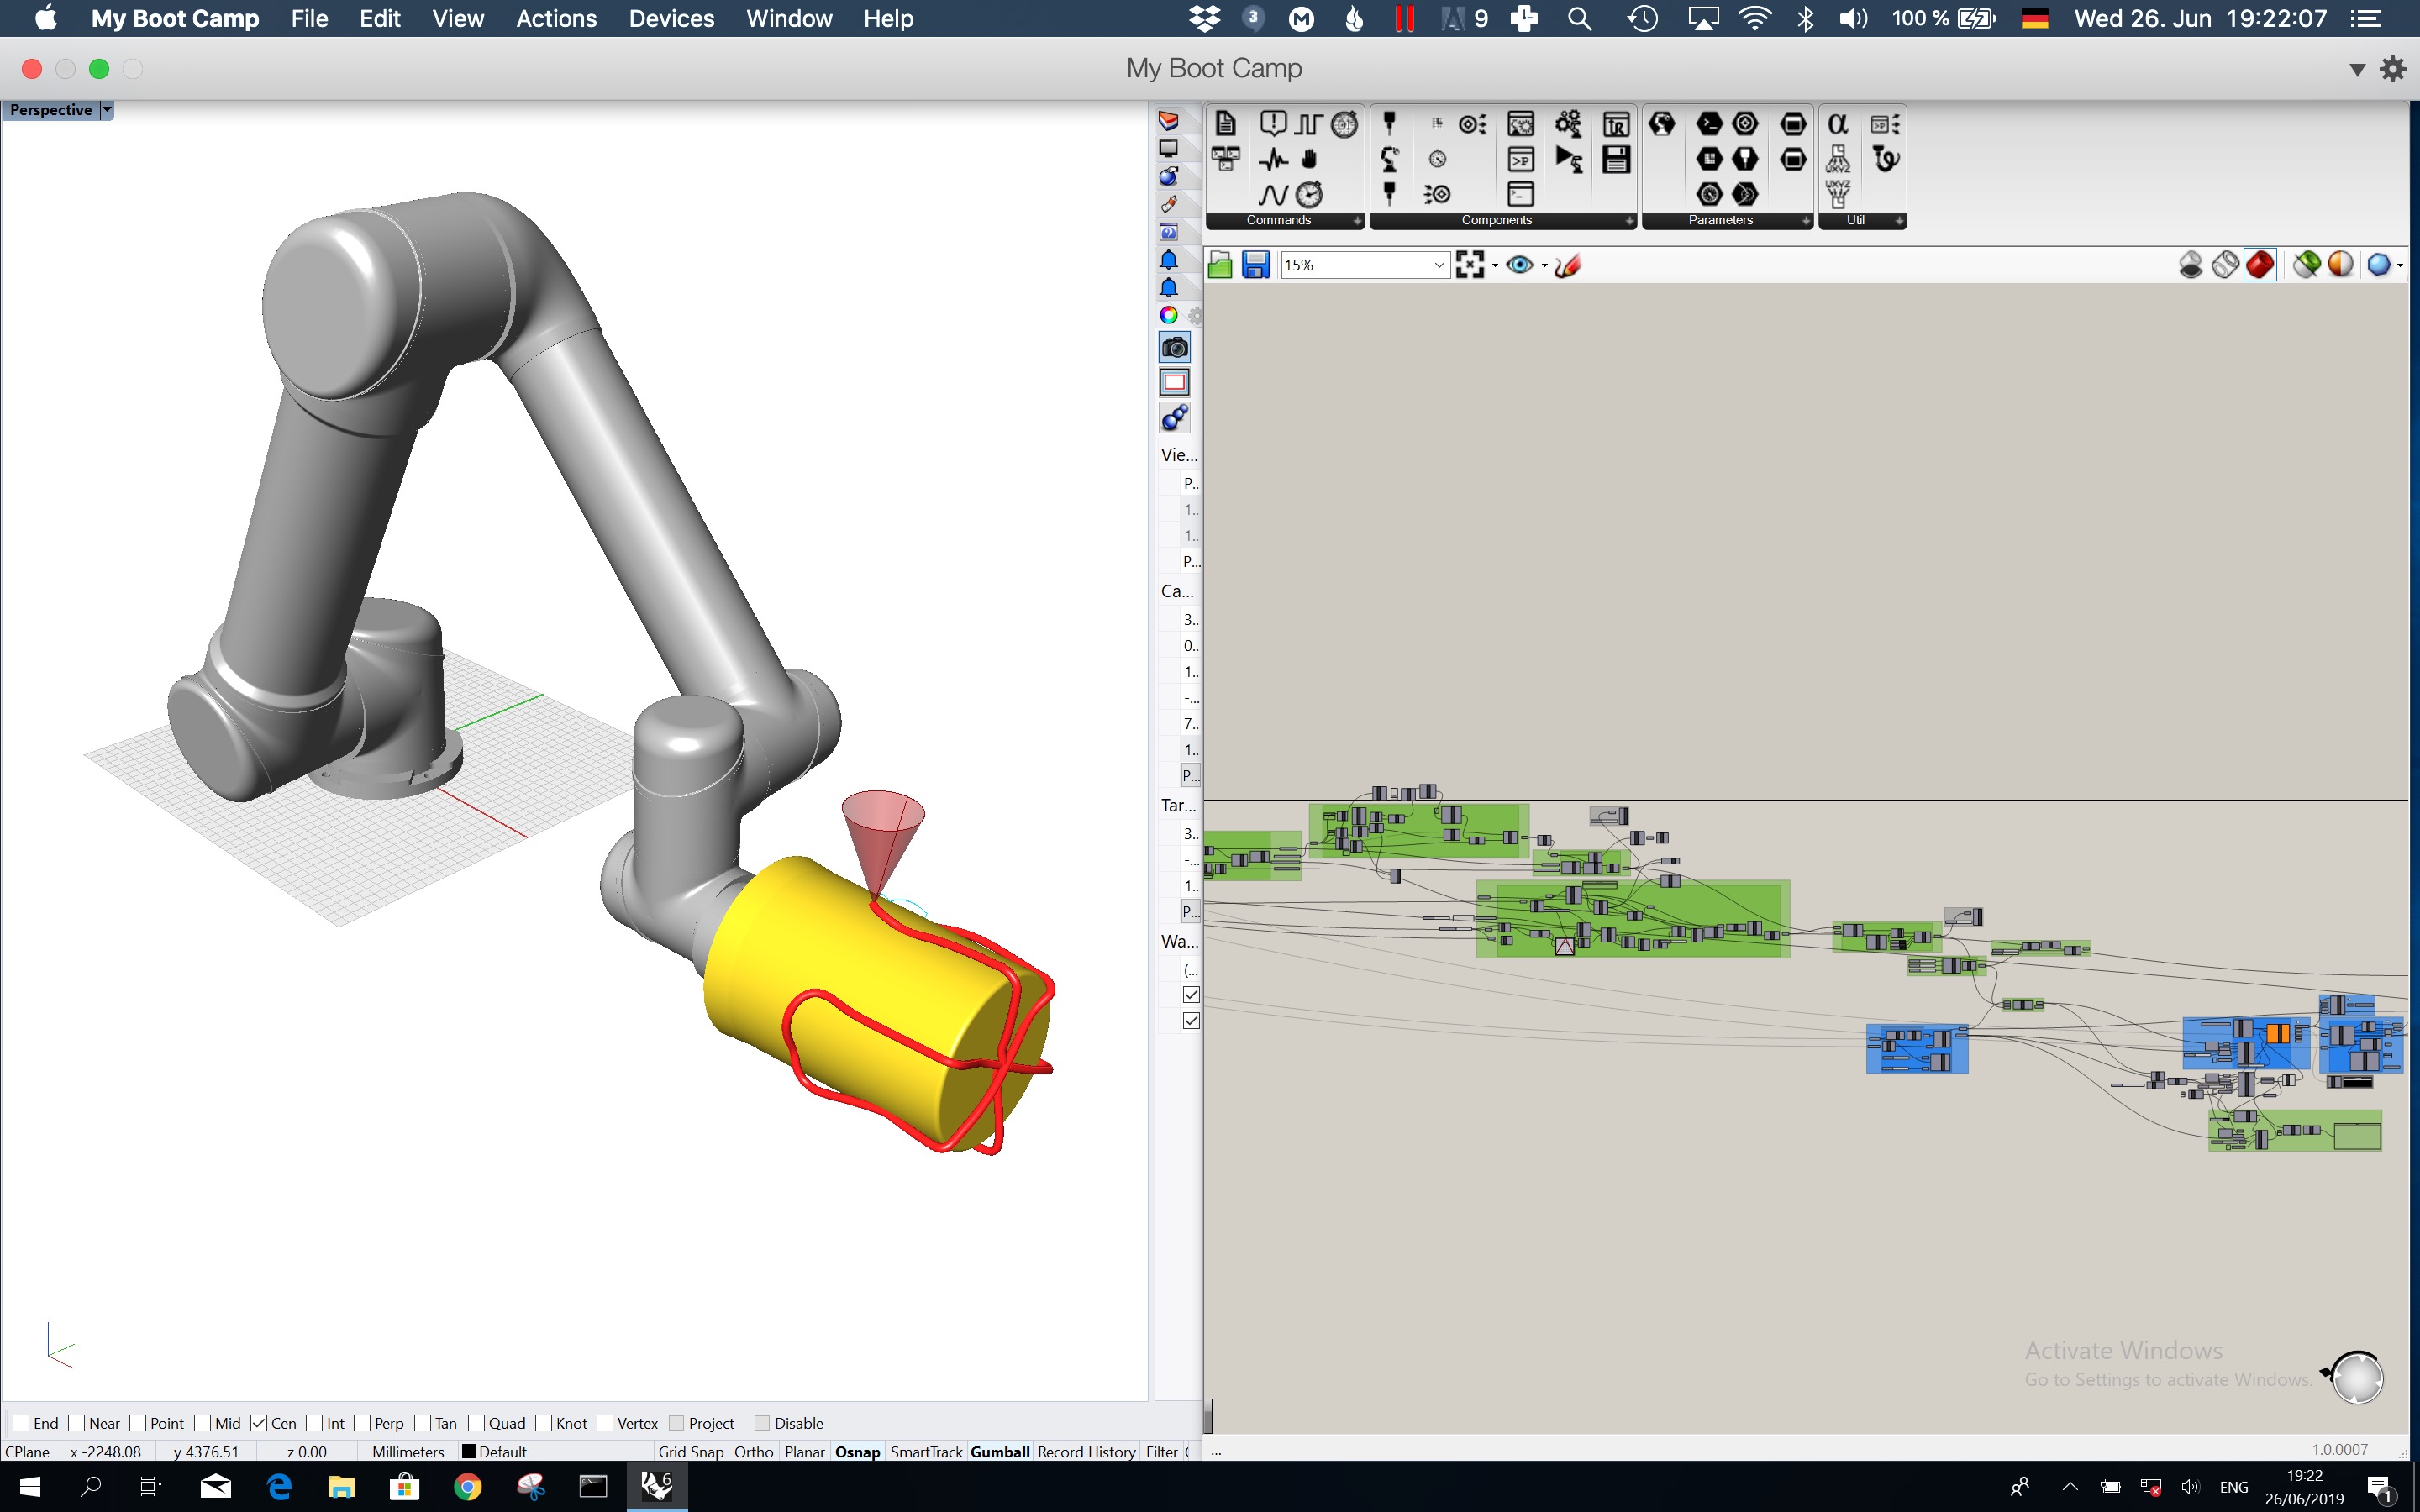 My Boot Camp File Edit View Actions Devices Window Help 3 9 100 % Wed 26. Jun 19:22:07
My Boot Camp
Perspective
Commands Components Parameters Util
15%
Vie...
P..
1..
1..
P...
Ca...
3..
0..
1..
-...
7..
1..
P...
Tar...
3..
-...
1..
P...
Wa...
(...
Activate Windows
Go to Settings to activate Windows.
End Near Point Mid Cen Int Perp Tan Quad Knot Vertex Project Disable
CPlane x -2248.08 y 4376.51 z 0.00 Millimeters Default Grid Snap Ortho Planar Osnap SmartTrack Gumball Record History Filter
... 1.0.0007
6 ENG 19:22
26/06/2019 1